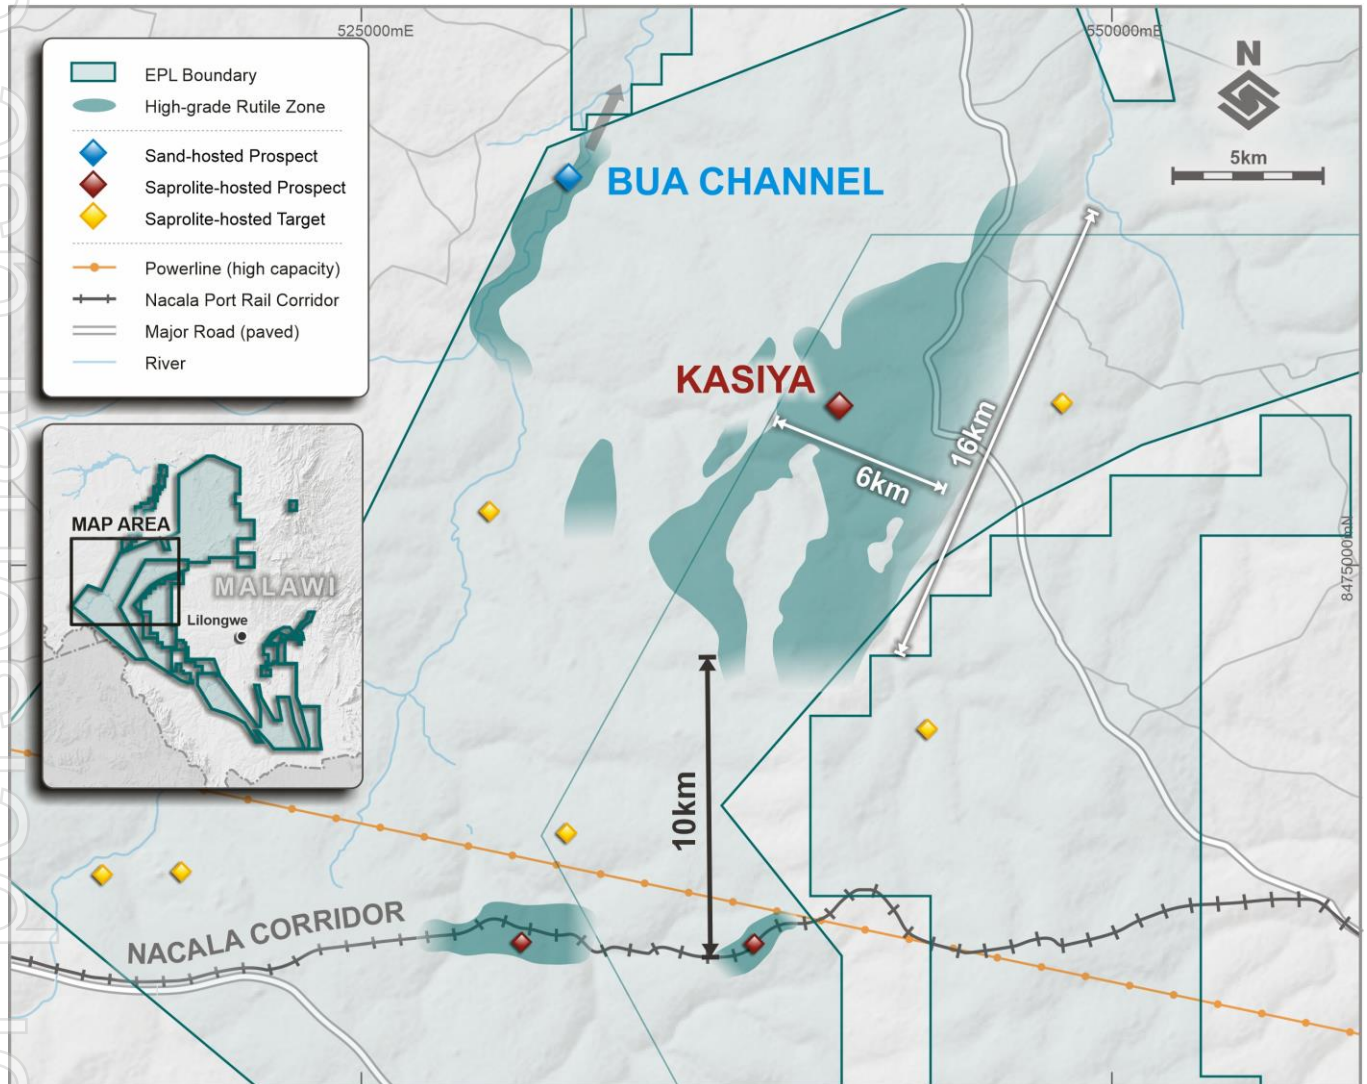 525000mE
550000mE
N
5km
EPL Boundary
High-grade Rutile Zone
Sand-hosted Prospect
Saprolite-hosted Prospect
Saprolite-hosted Target
Powerline (high capacity)
Nacala Port Rail Corridor
Major Road (paved)
River
BUA CHANNEL
KASIYA
16km
6km
8475000mN
MAP AREA
MALAWI
Lilongwe
10km
NACALA CORRIDOR